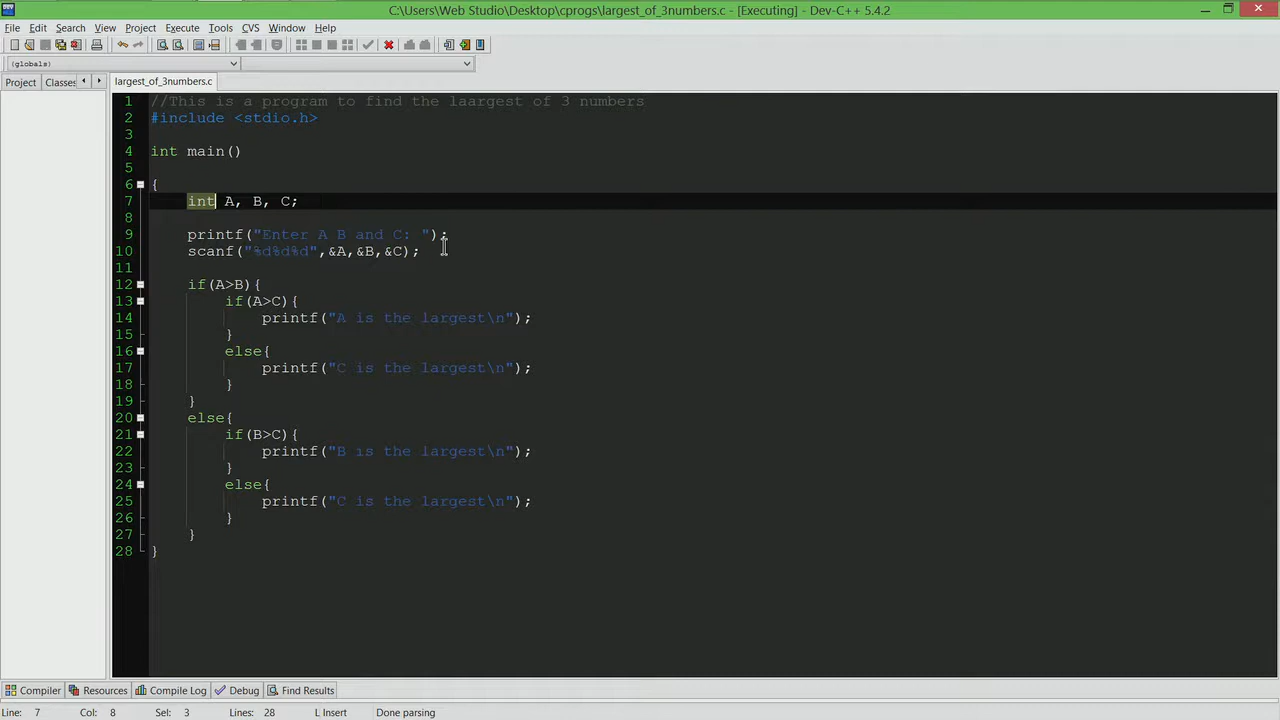 C:\Users\Web Studio\Desktop\cprogs\largest_of_3numbers.c - [Executing] - Dev-C++ 5.4.2
File Edit Search View Project Execute Tools CVS Window Help
(globals)
Project Classes largest_of_3numbers.c
1 //This is a program to find the laargest of 3 numbers
2 #include <stdio.h>
3
4 int main()
5
6 {
7 int A, B, C;
8
9 printf("Enter A B and C: ");
10 scanf("%d%d%d",&A,&B,&C);
11
12 if(A>B){
13 if(A>C){
14 printf("A is the largest\n");
15 }
16 else{
17 printf("C is the largest\n");
18 }
19 }
20 else{
21 if(B>C){
22 printf("B is the largest\n");
23 }
24 else{
25 printf("C is the largest\n");
26 }
27 }
28 }
Compiler Resources Compile Log Debug Find Results
Line: 7 Col: 8 Sel: 3 Lines: 28 L Insert Done parsing